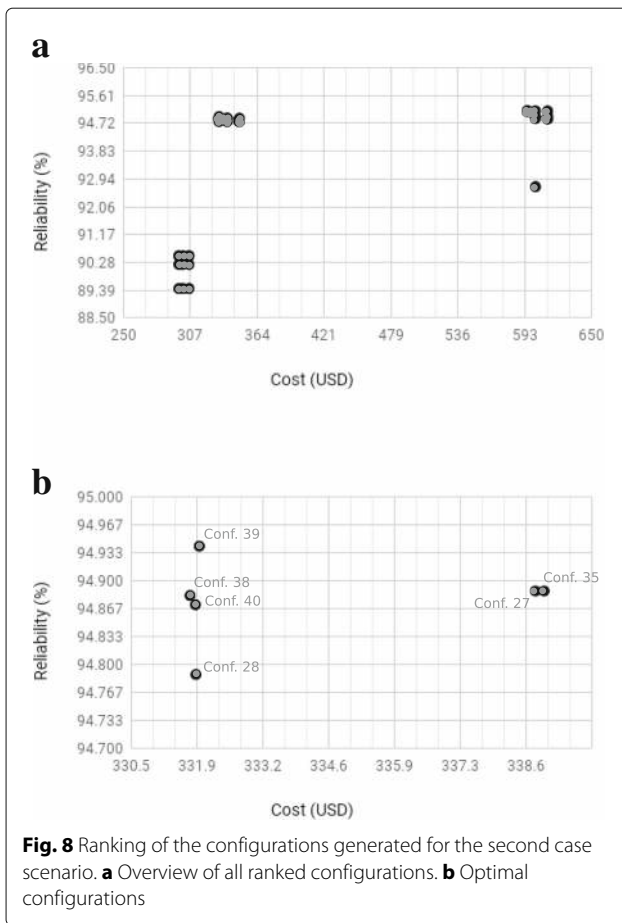 a
96.50
95.61
94.72
93.83
92.94
92.06
91.17
90.28
89.39
88.50
Reliability (%)
250 307 364 421 479 536 593 650
Cost (USD)
b
95.000
94.967
94.933
94.900
94.867
94.833
94.800
94.767
94.733
94.700
Reliability (%)
Conf. 39
Conf. 38
Conf. 40
Conf. 28
Conf. 35
Conf. 27
330.5 331.9 333.2 334.6 335.9 337.3 338.6
Cost (USD)
Fig. 8 Ranking of the configurations generated for the second case
scenario. a Overview of all ranked configurations. b Optimal
configurations